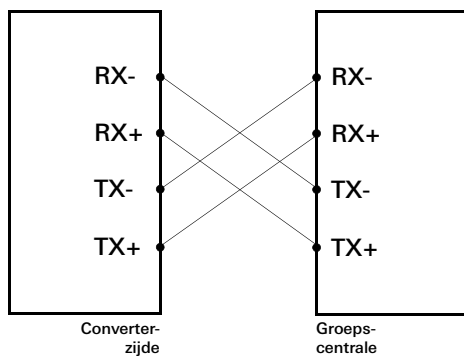 RX- RX-
RX+ RX+
TX- TX-
TX+ TX+
Converter-
zijde
Groeps-
centrale